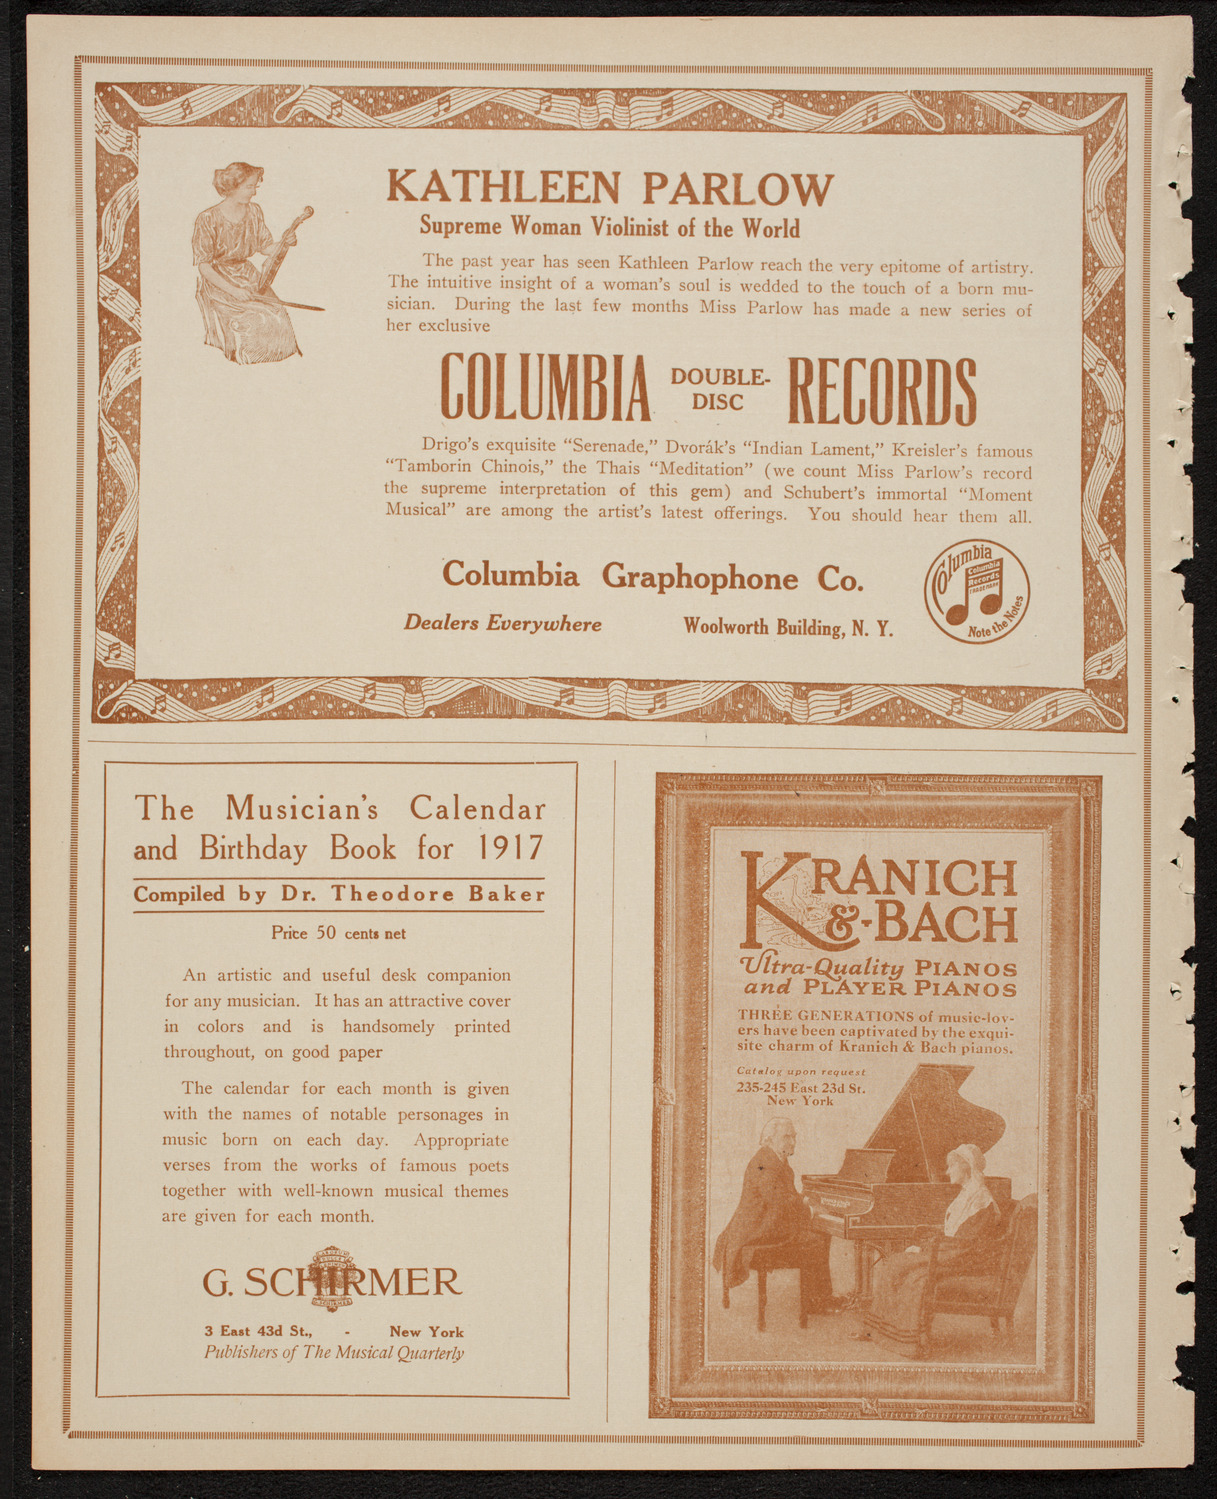 KATHLEEN PARLOW
Supreme Woman Violinist of the World
The past year has seen Kathleen Parlow reach the very epitome of artistry.
The intuitive insight of a woman's soul is wedded to the touch of a born mu-
sician. During the last few months Miss Parlow has made a new series of
her exclusive
COLUMBIA DOUBLE-
DISC RECORDS
Drigo's exquisite "Serenade," Dvorák's "Indian Lament," Kreisler's famous
"Tamborin Chinois," the Thais "Meditation" (we count Miss Parlow's record
the supreme interpretation of this gem) and Schubert's immortal "Moment
Musical" are among the artist's latest offerings. You should hear them all.
Columbia Graphophone Co.
Dealers Everywhere Woolworth Building, N. Y.
Columbia
Columbia
Records
TRADE MARK
Note the Notes
The Musician's Calendar
and Birthday Book for 1917
Compiled by Dr. Theodore Baker
Price 50 cents net
An artistic and useful desk companion
for any musician. It has an attractive cover
in colors and is handsomely printed
throughout, on good paper
The calendar for each month is given
with the names of notable personages in
music born on each day. Appropriate
verses from the works of famous poets
together with well-known musical themes
are given for each month.
G. SCHIRMER
3 East 43d St., - New York
Publishers of The Musical Quarterly
KRANICH
&-BACH
Ultra-Quality PIANOS
and PLAYER PIANOS
THREE GENERATIONS of music-lov-
ers have been captivated by the exqui-
site charm of Kranich & Bach pianos.
Catalog upon request
235-245 East 23d St.
New York